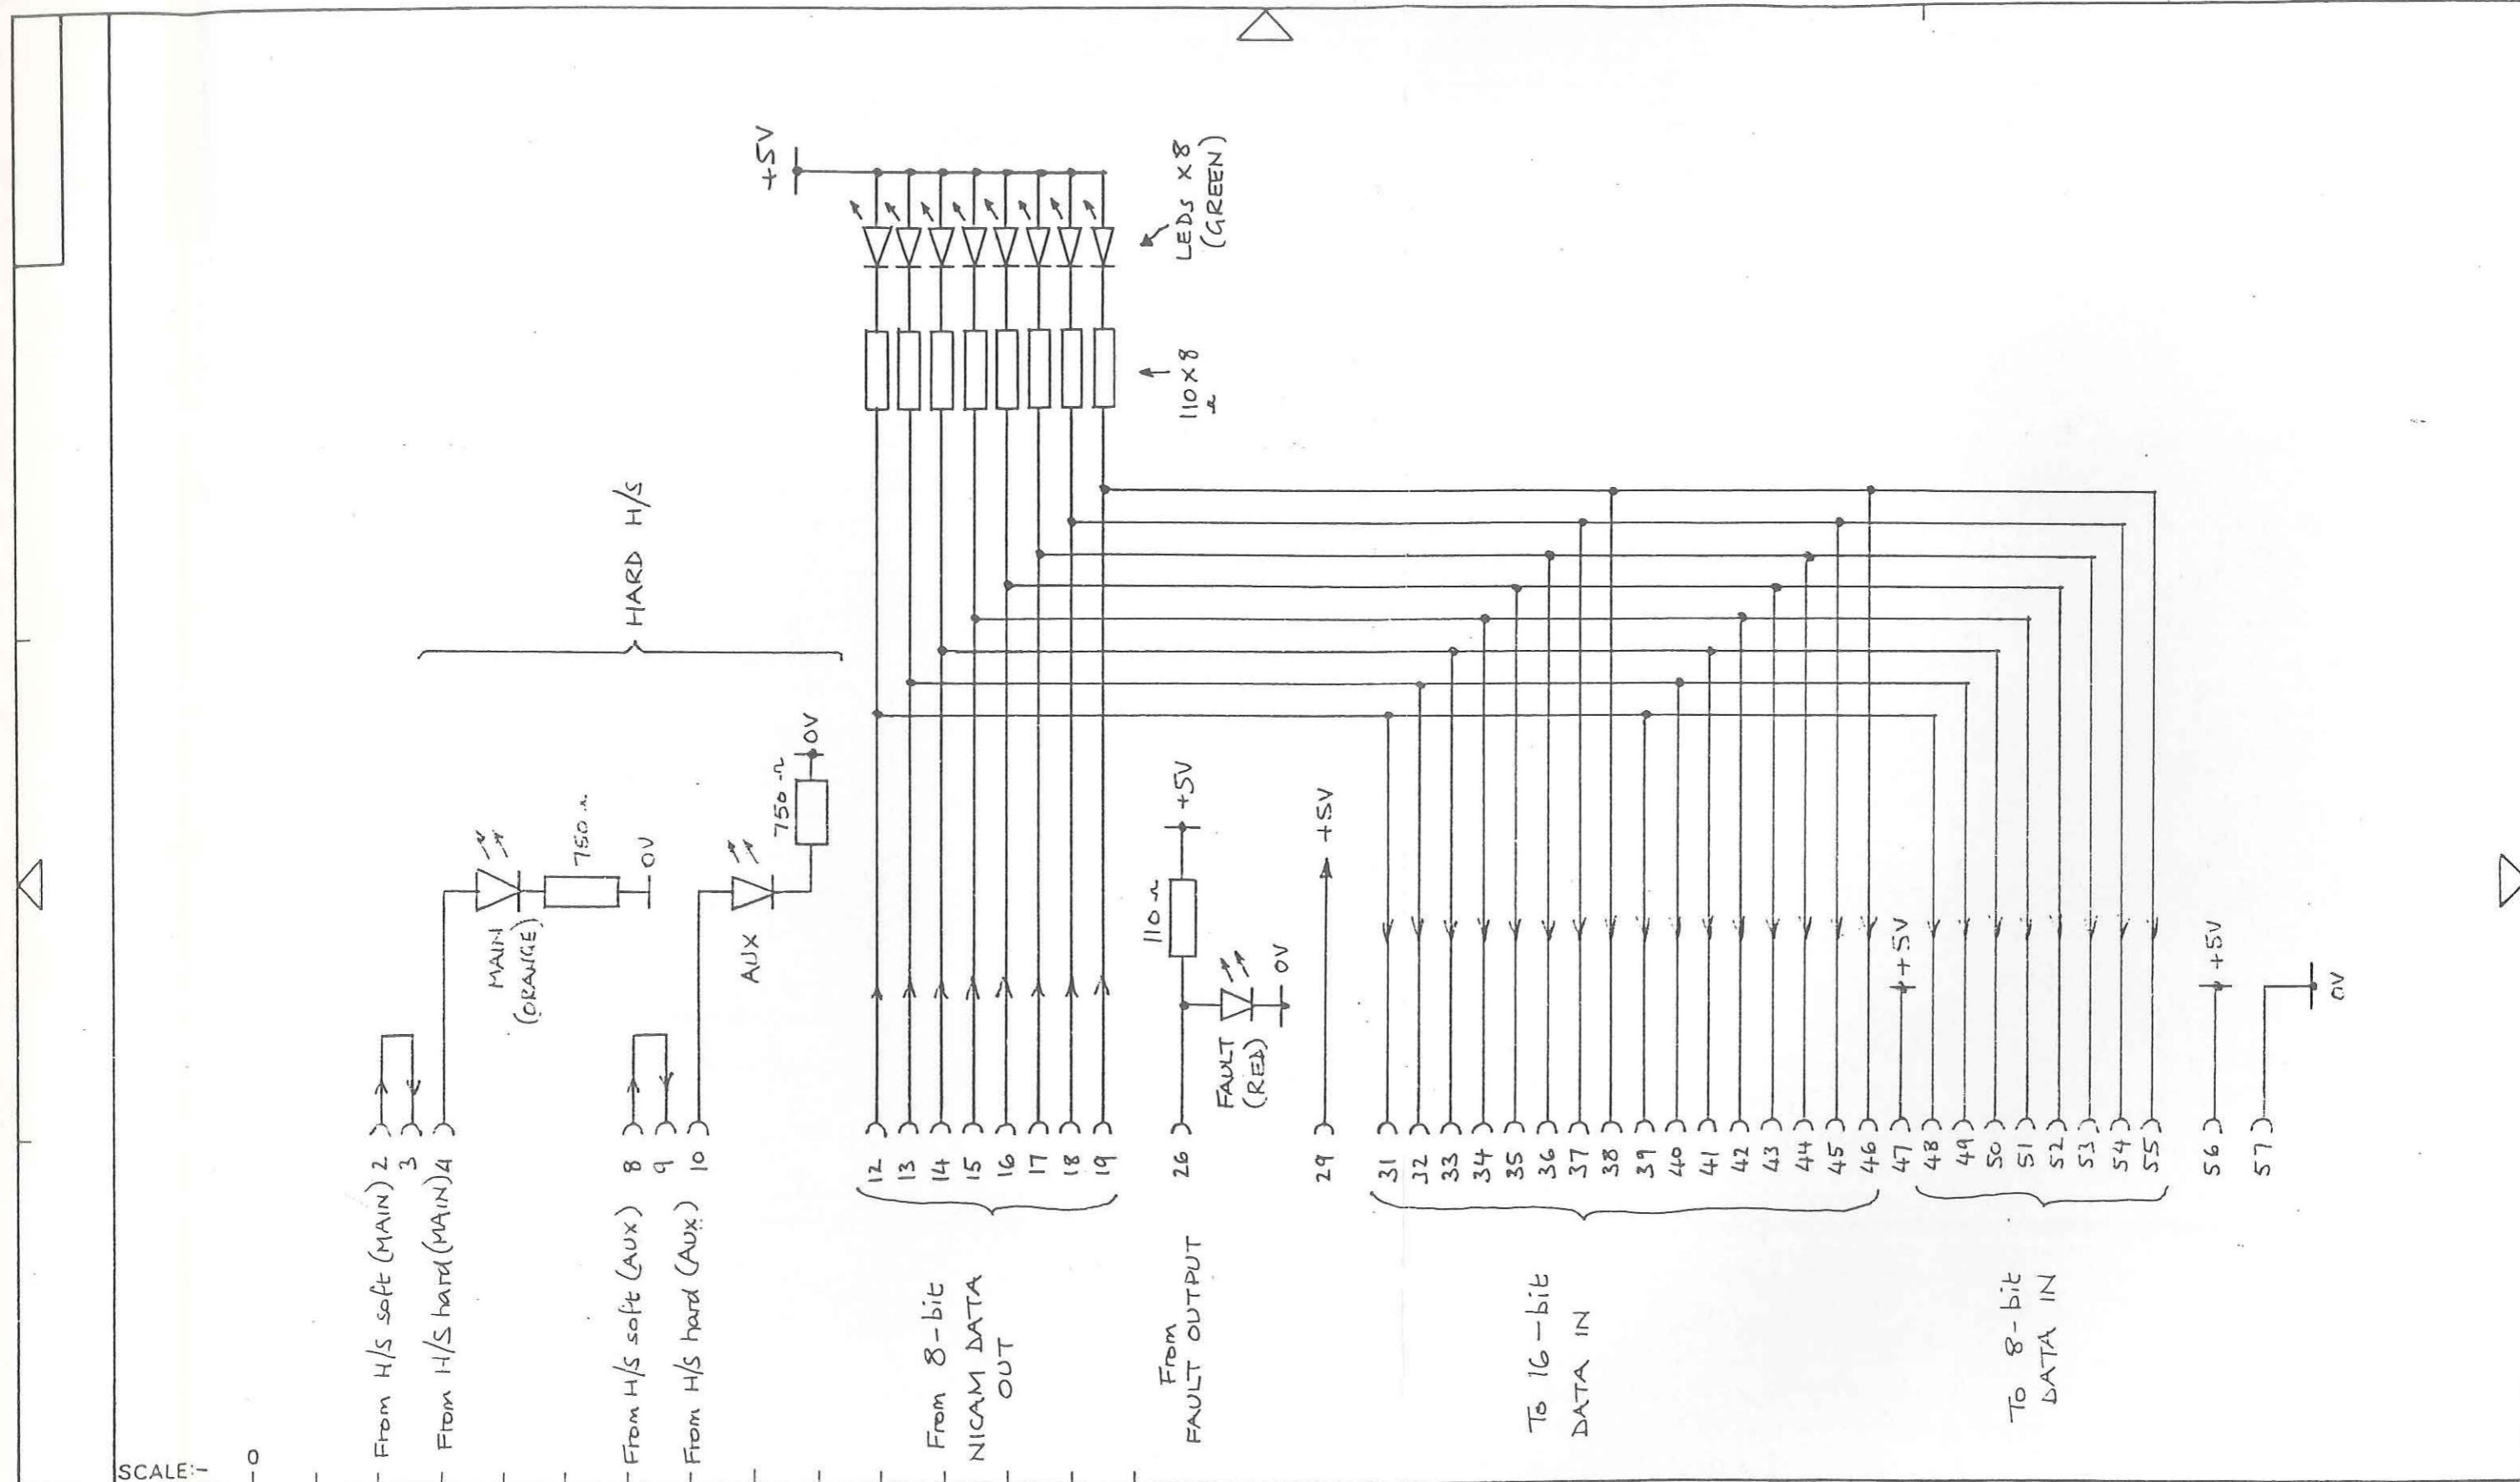 +5V
LEDs X 8
(GREEN)
110 X 8
Ω
HARD H/S
MAIN
(ORANGE)
750 Ω
0V
AUX
750 Ω
0V
110 Ω
+5V
FAULT
(RED)
0V
+5V
+5V
+5V
0V
2
3
4
8
9
10
12
13
14
15
16
17
18
19
26
29
31
32
33
34
35
36
37
38
39
40
41
42
43
44
45
46
47
48
49
50
51
52
53
54
55
56
57
From H/S soft (MAIN)
From H/S hard (MAIN)
From H/S soft (AUX)
From H/S hard (AUX)
From 8-bit
NICAM DATA
OUT
From
FAULT OUTPUT
To 16-bit
DATA IN
To 8-bit
DATA IN
SCALE:-
0